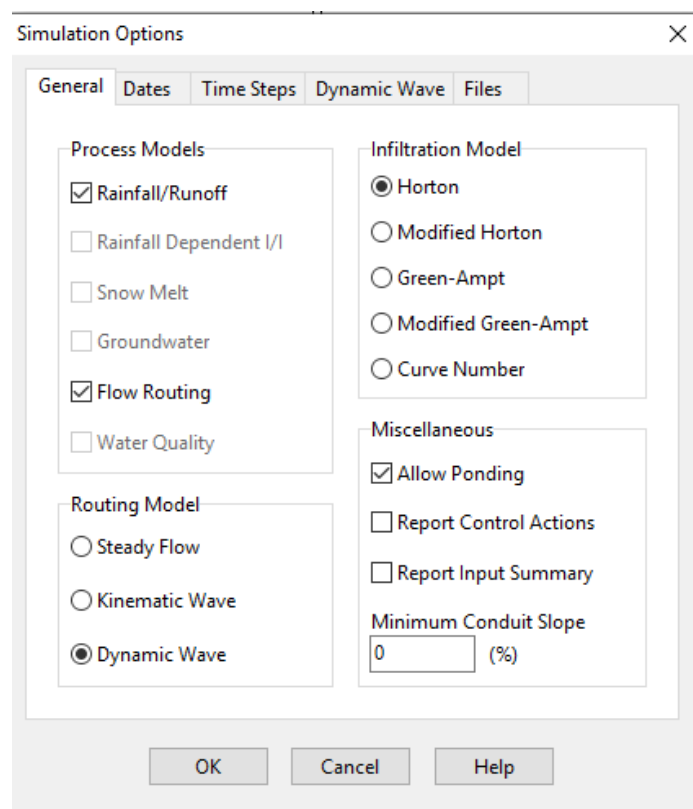 Simulation Options
General Dates Time Steps Dynamic Wave Files
Process Models
Rainfall/Runoff
Rainfall Dependent I/I
Snow Melt
Groundwater
Flow Routing
Water Quality
Routing Model
Steady Flow
Kinematic Wave
Dynamic Wave
Infiltration Model
Horton
Modified Horton
Green-Ampt
Modified Green-Ampt
Curve Number
Miscellaneous
Allow Ponding
Report Control Actions
Report Input Summary
Minimum Conduit Slope
0 (%)
OK Cancel Help